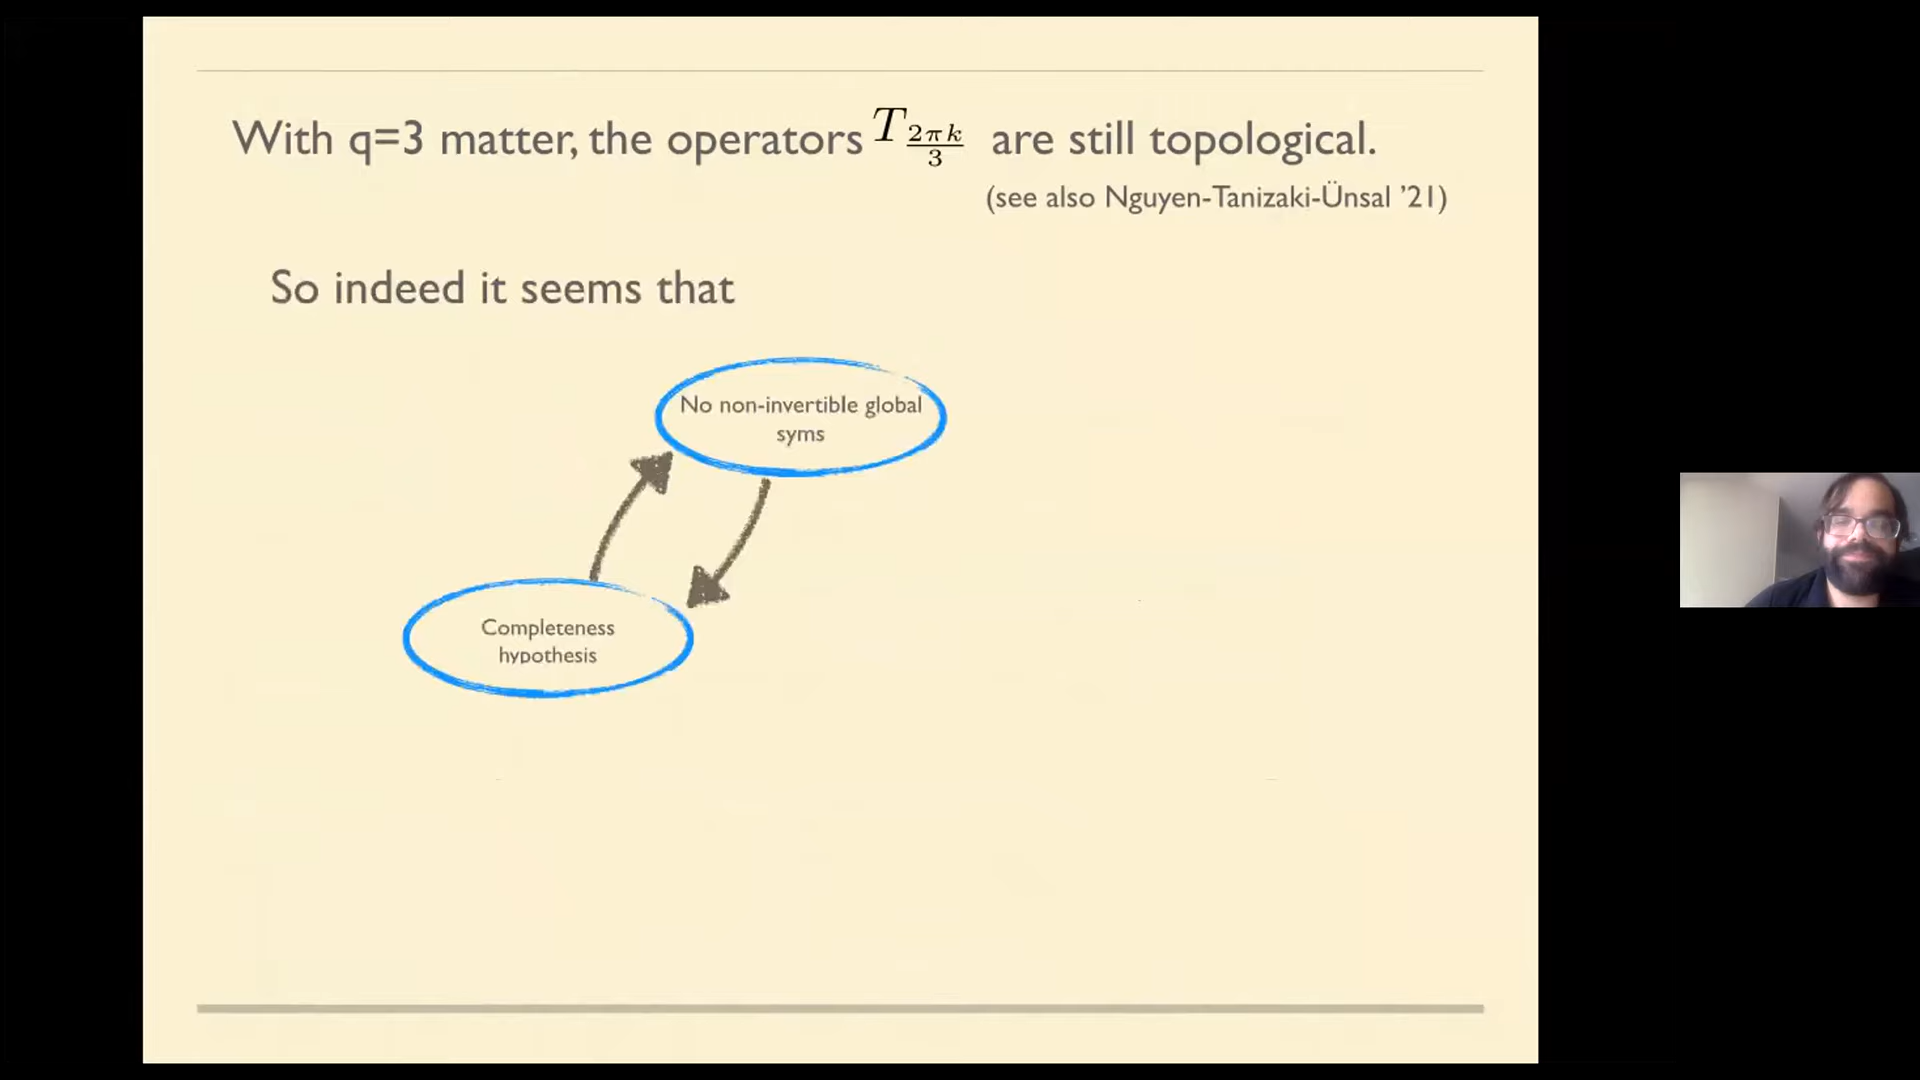 With q=3 matter, the operators $T_{\frac{2\pi k}{3}}$ are still topological.
(see also Nguyen-Tanizaki-Ünsal ’21)
So indeed it seems that
No non-invertible global
syms
Completeness
hypothesis